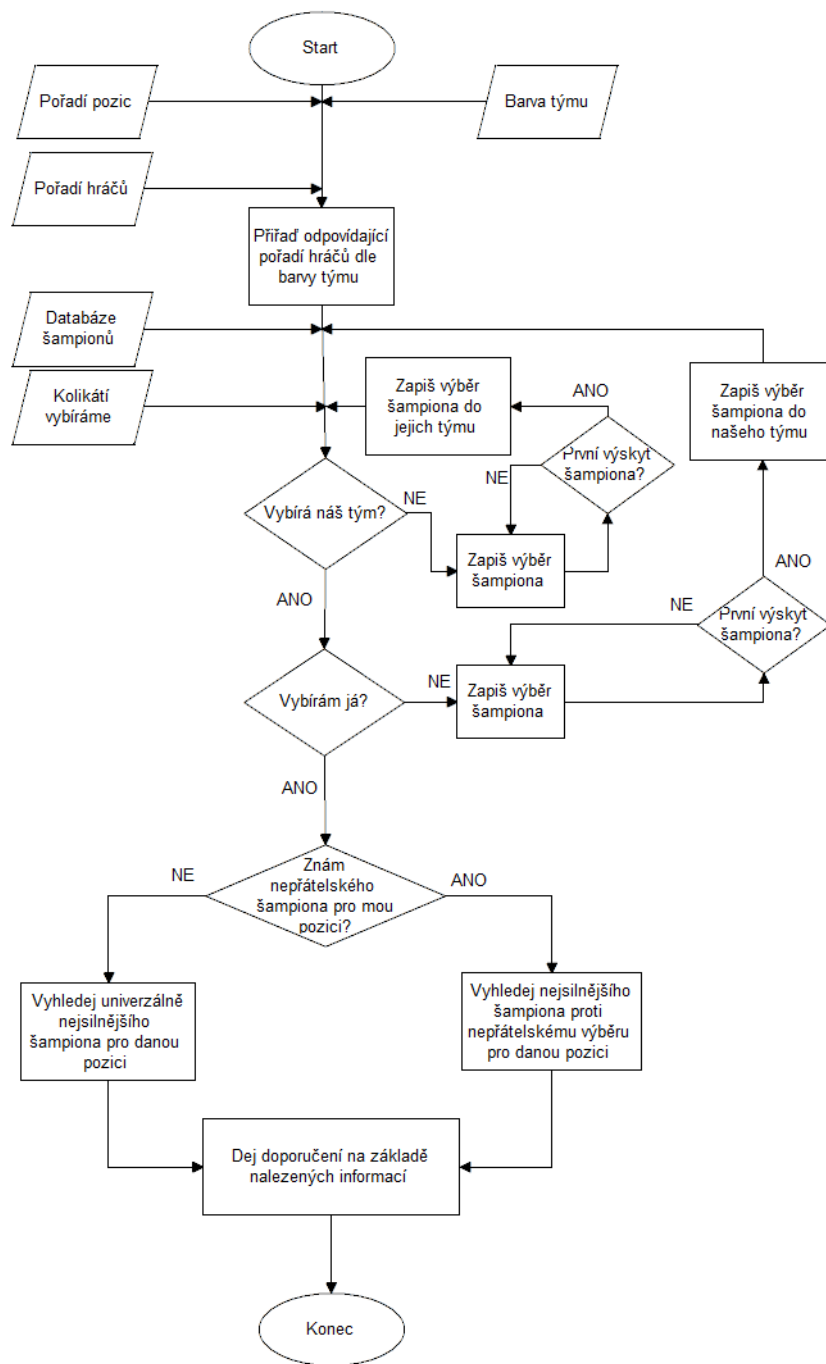 Start
Pořadí pozic
Barva týmu
Pořadí hráčů
Přiřaď odpovídající
pořadí hráčů dle
barvy týmu
Databáze
šampionů
Kolikátí
vybíráme
Zapiš výběr
šampiona do
jejich týmu
ANO
Zapiš výběr
šampiona do
našeho týmu
První výskyt
šampiona?
NE
Vybírá náš tým?
NE
Zapiš výběr
šampiona
ANO
ANO
První výskyt
šampiona?
NE
Vybírám já?
NE
Zapiš výběr
šampiona
ANO
Znám
nepřátelského
šampiona pro mou
pozici?
NE
ANO
Vyhledej univerzálně
nejsilnějšího
šampiona pro danou
pozici
Vyhledej nejsilnějšího
šampiona proti
nepřátelskému výběru
pro danou pozici
Dej doporučení na základě
nalezených informací
Konec